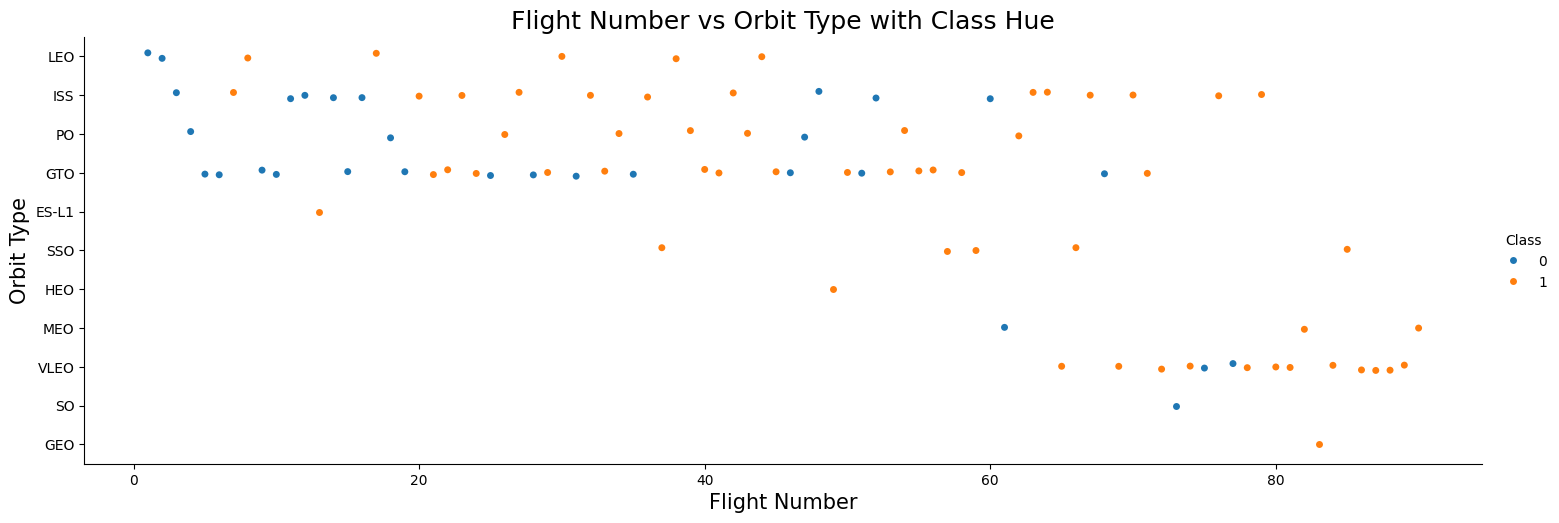 Flight Number vs Orbit Type with Class Hue
Orbit Type
LEO
ISS
PO
GTO
ES-L1
SSO
HEO
MEO
VLEO
SO
GEO
0 20 40 60 80
Flight Number
Class
0
1